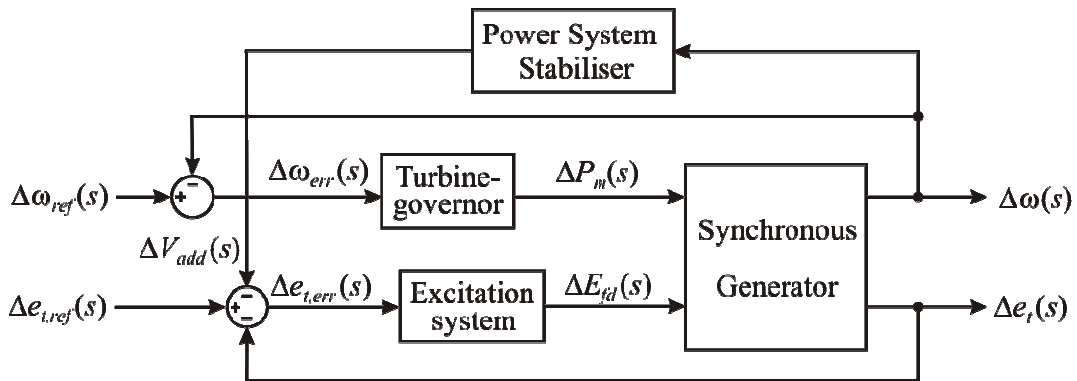 Power System
Stabiliser
Δω_ref(s)
+
-
Δω_err(s)
Turbine-
governor
ΔP_m(s)
Synchronous
Generator
Δω(s)
ΔV_add(s)
Δe_t,ref(s)
+
-
-
Δe_t,err(s)
Excitation
system
ΔE_fd(s)
Δe_t(s)